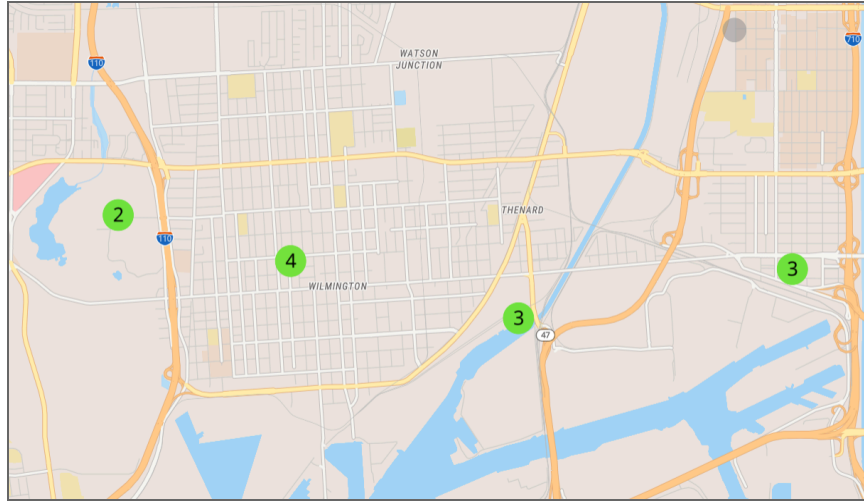 710
110
WATSON
JUNCTION
2
THENARD
110
4
3
WILMINGTON
3
47